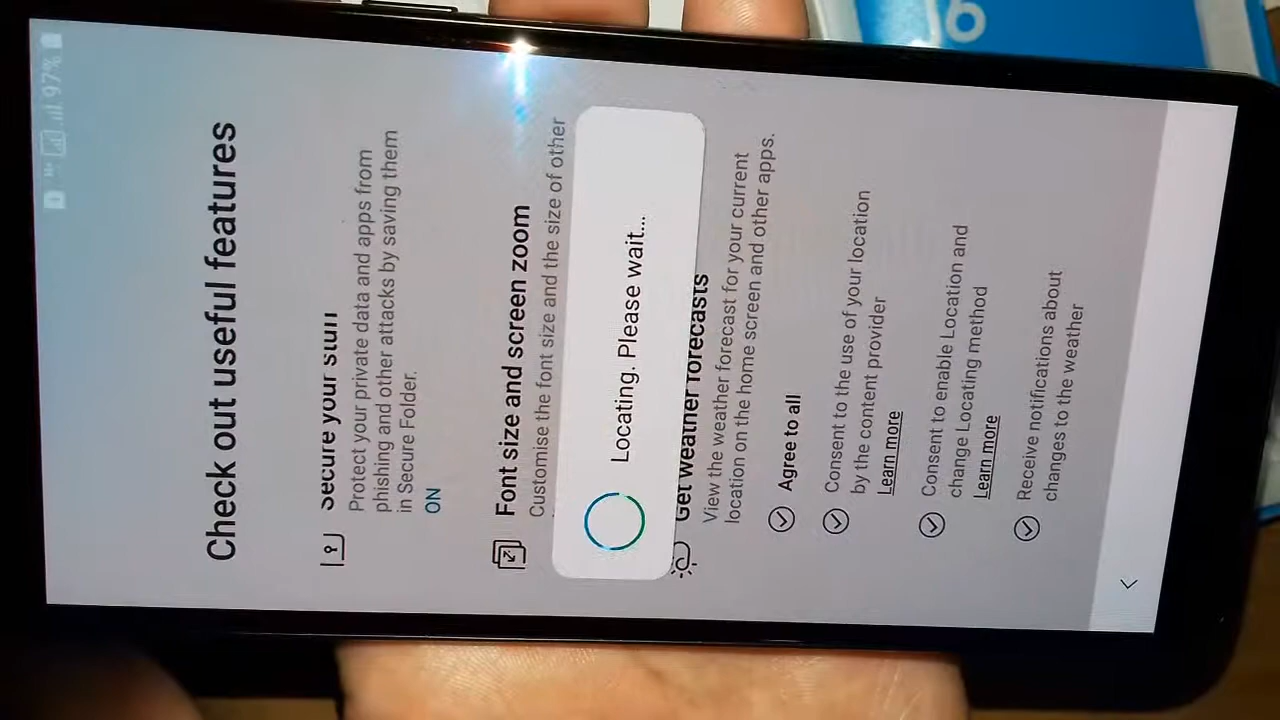 97%
Check out useful features
Secure your stuff
Protect your private data and apps from
phishing and other attacks by saving them
in Secure Folder.
ON
Font size and screen zoom
Customise the font size and the size of other
Locating. Please wait...
Get weather forecasts
View the weather forecast for your current
location on the home screen and other apps.
Agree to all
Consent to the use of your location
by the content provider
Learn more
Consent to enable Location and
change Locating method
Learn more
Receive notifications about
changes to the weather
J6